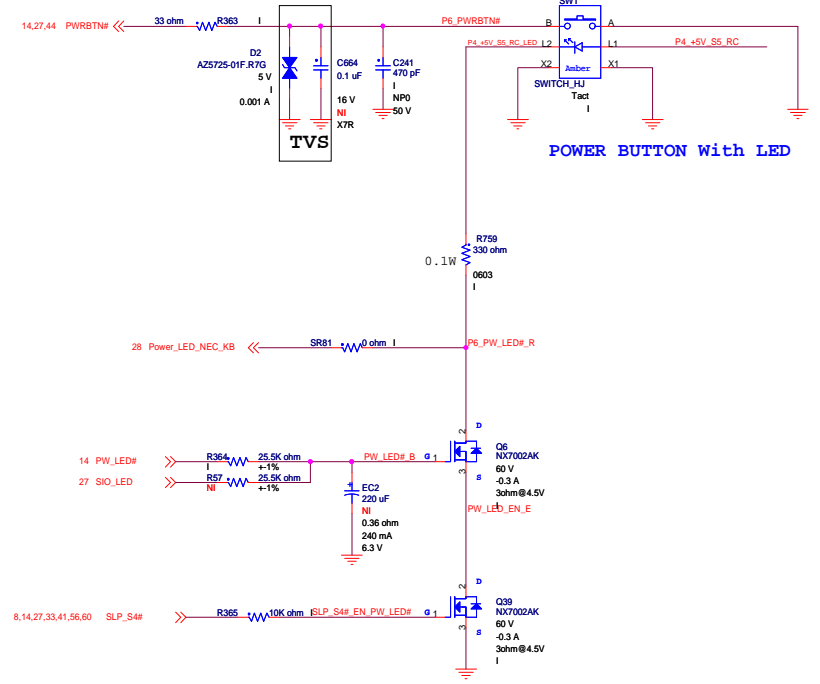 SW1
14,27,44 PWRBTN#
33 ohm
R363
I
P6_PWRBTN#
B
A
P4_+5V_S5_RC_LED
L2
L1
P4_+5V_S5_RC
X2
Amber
X1
SWITCH_HJ
Tact
I
D2
AZ5725-01F.R7G
5 V
I
0.001 A
C664
0.1 uF
16 V
NI
X7R
C241
470 pF
I
NP0
50 V
TVS
POWER BUTTON With LED
R759
330 ohm
0.1W
0603
I
28 Power_LED_NEC_KB
SR81
0 ohm
I
P6_PW_LED#_R
14 PW_LED#
R364
I
25.5K ohm
+-1%
PW_LED#_B
G
1
2
D
3
S
Q6
NX7002AK
60 V
-0.3 A
3ohm@4.5V
I
27 SIO_LED
R57
NI
25.5K ohm
+-1%
EC2
220 uF
NI
0.36 ohm
240 mA
6.3 V
PW_LED_EN_E
8,14,27,33,41,56,60 SLP_S4#
R365
10K ohm
I
SLP_S4#_EN_PW_LED#
G
1
2
D
3
S
Q39
NX7002AK
60 V
-0.3 A
3ohm@4.5V
I